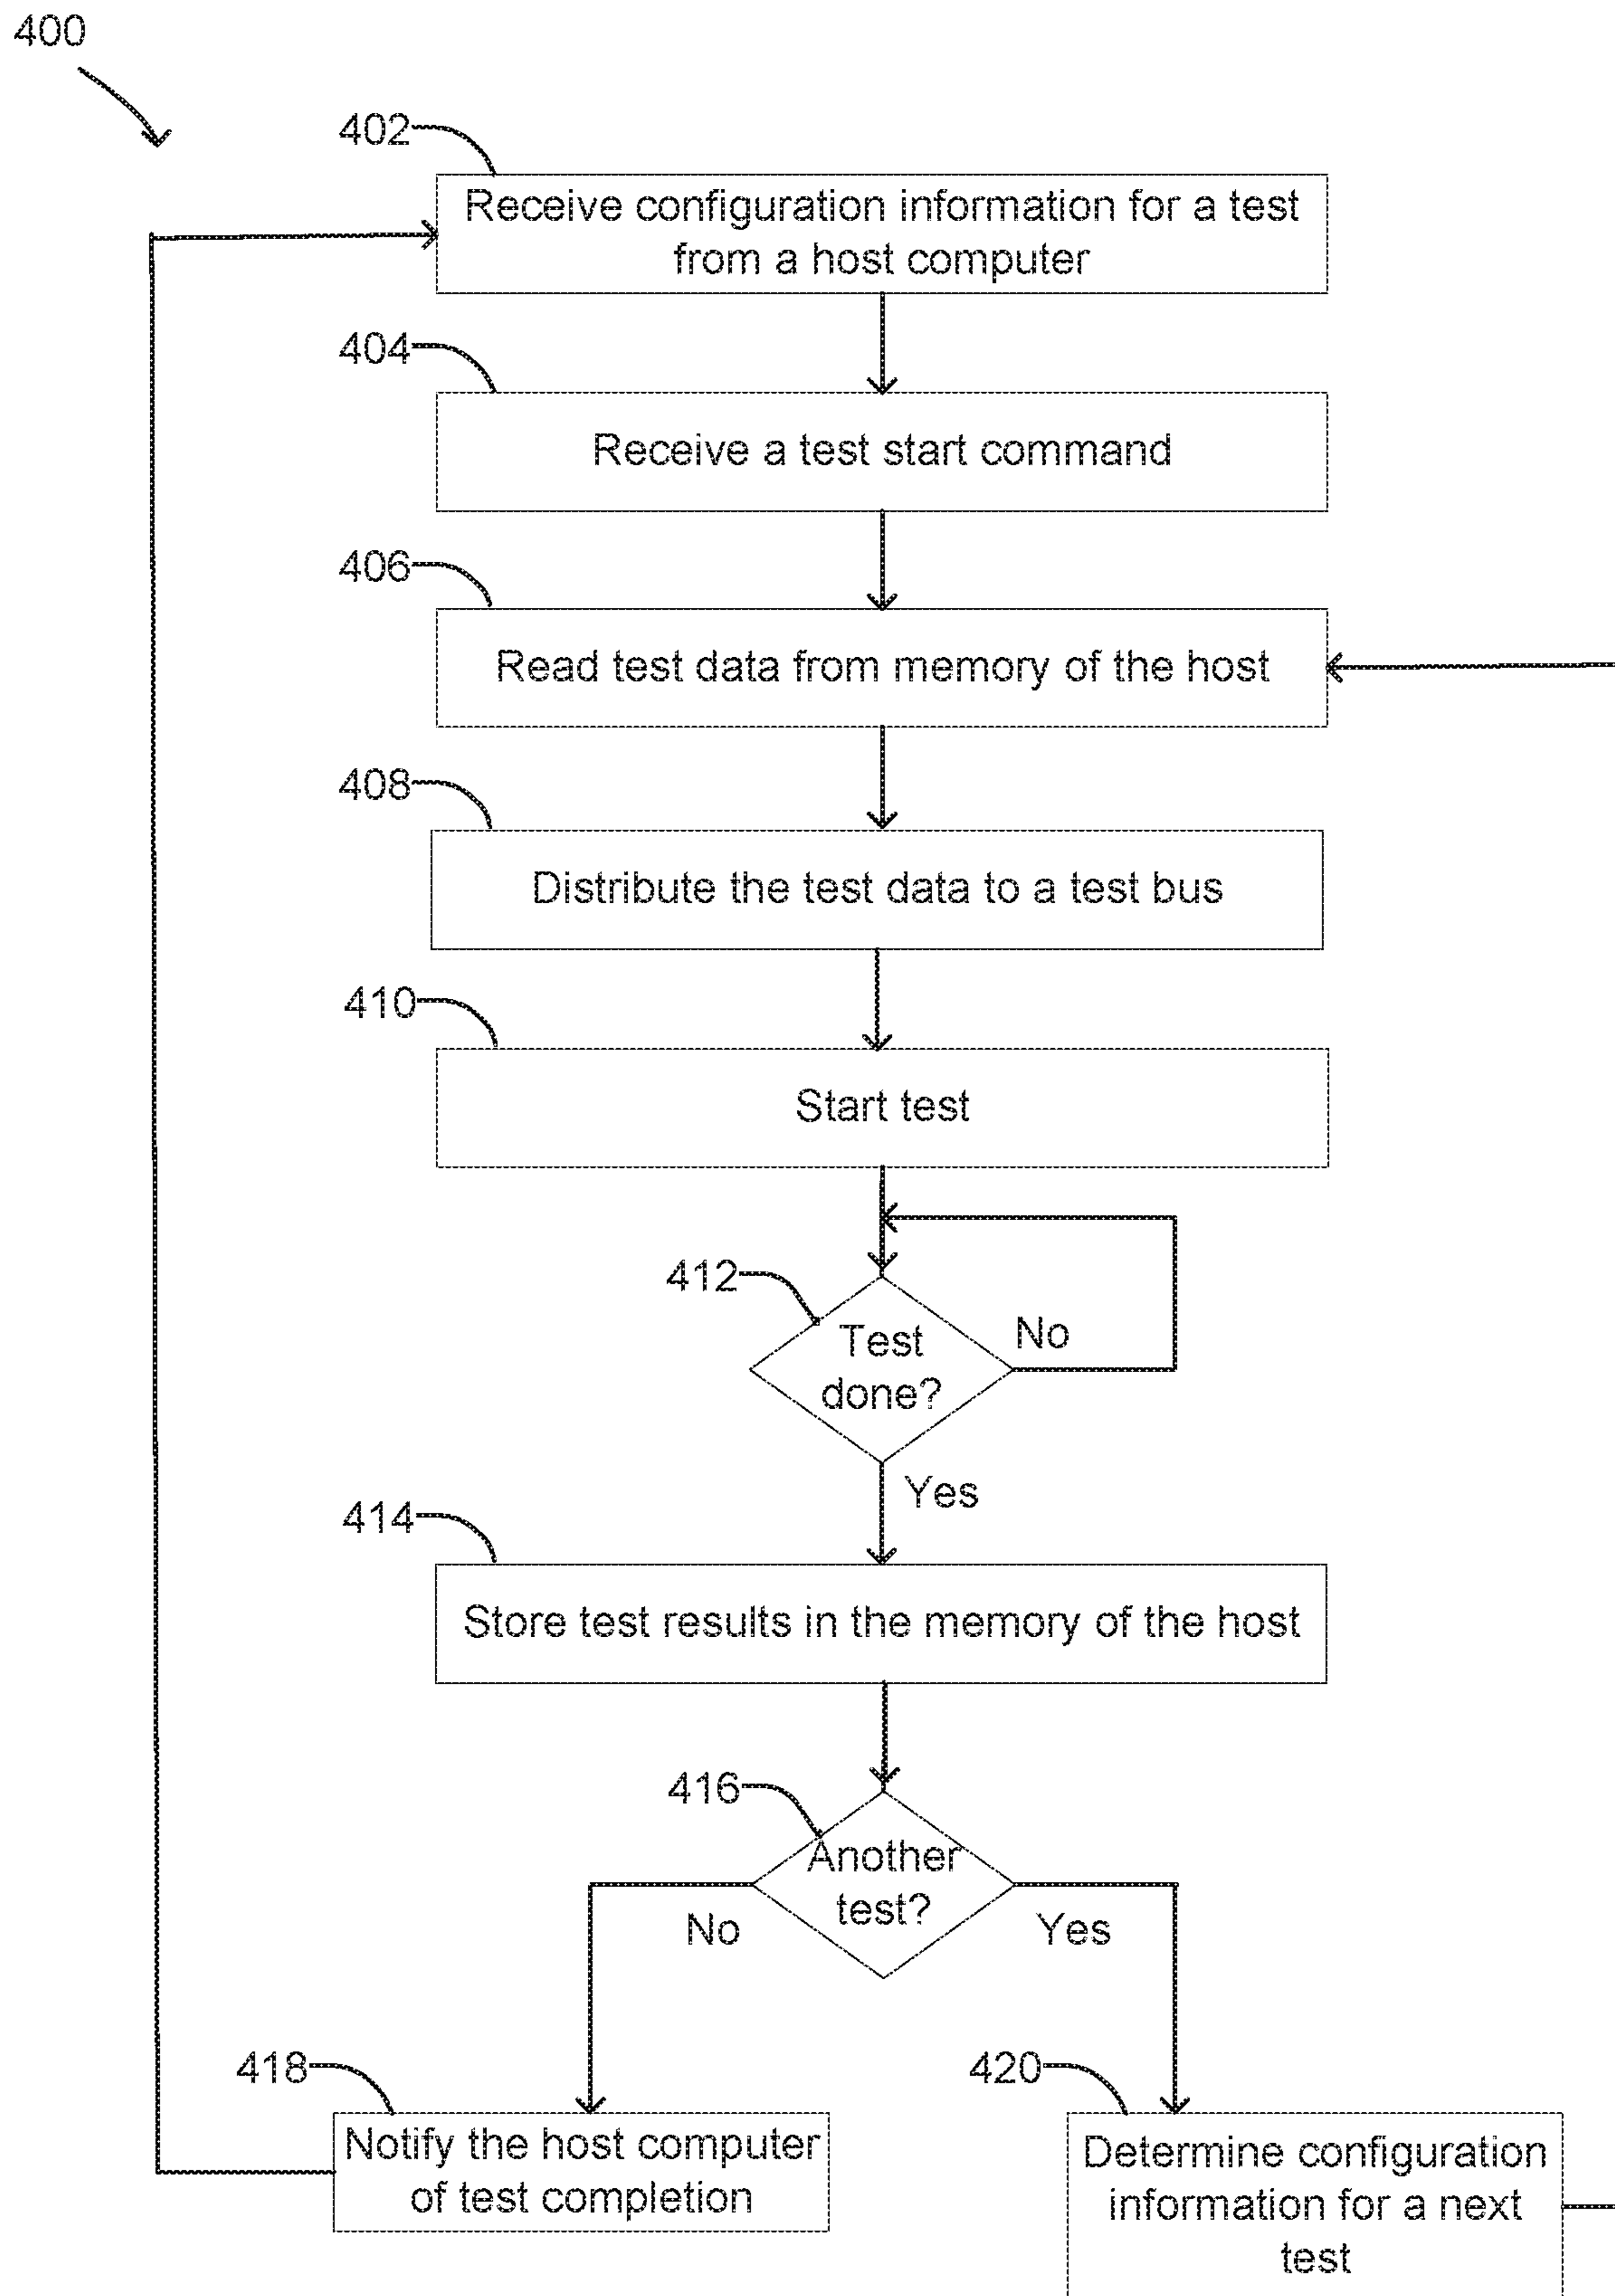 400
402
Receive configuration information for a test
from a host computer
404
Receive a test start command
406
Read test data from memory of the host
408
Distribute the test data to a test bus
410
Start test
412
Test
done?
No
Yes
414
Store test results in the memory of the host
416
Another
test?
No
Yes
418
Notify the host computer
of test completion
420
Determine configuration
information for a next
test